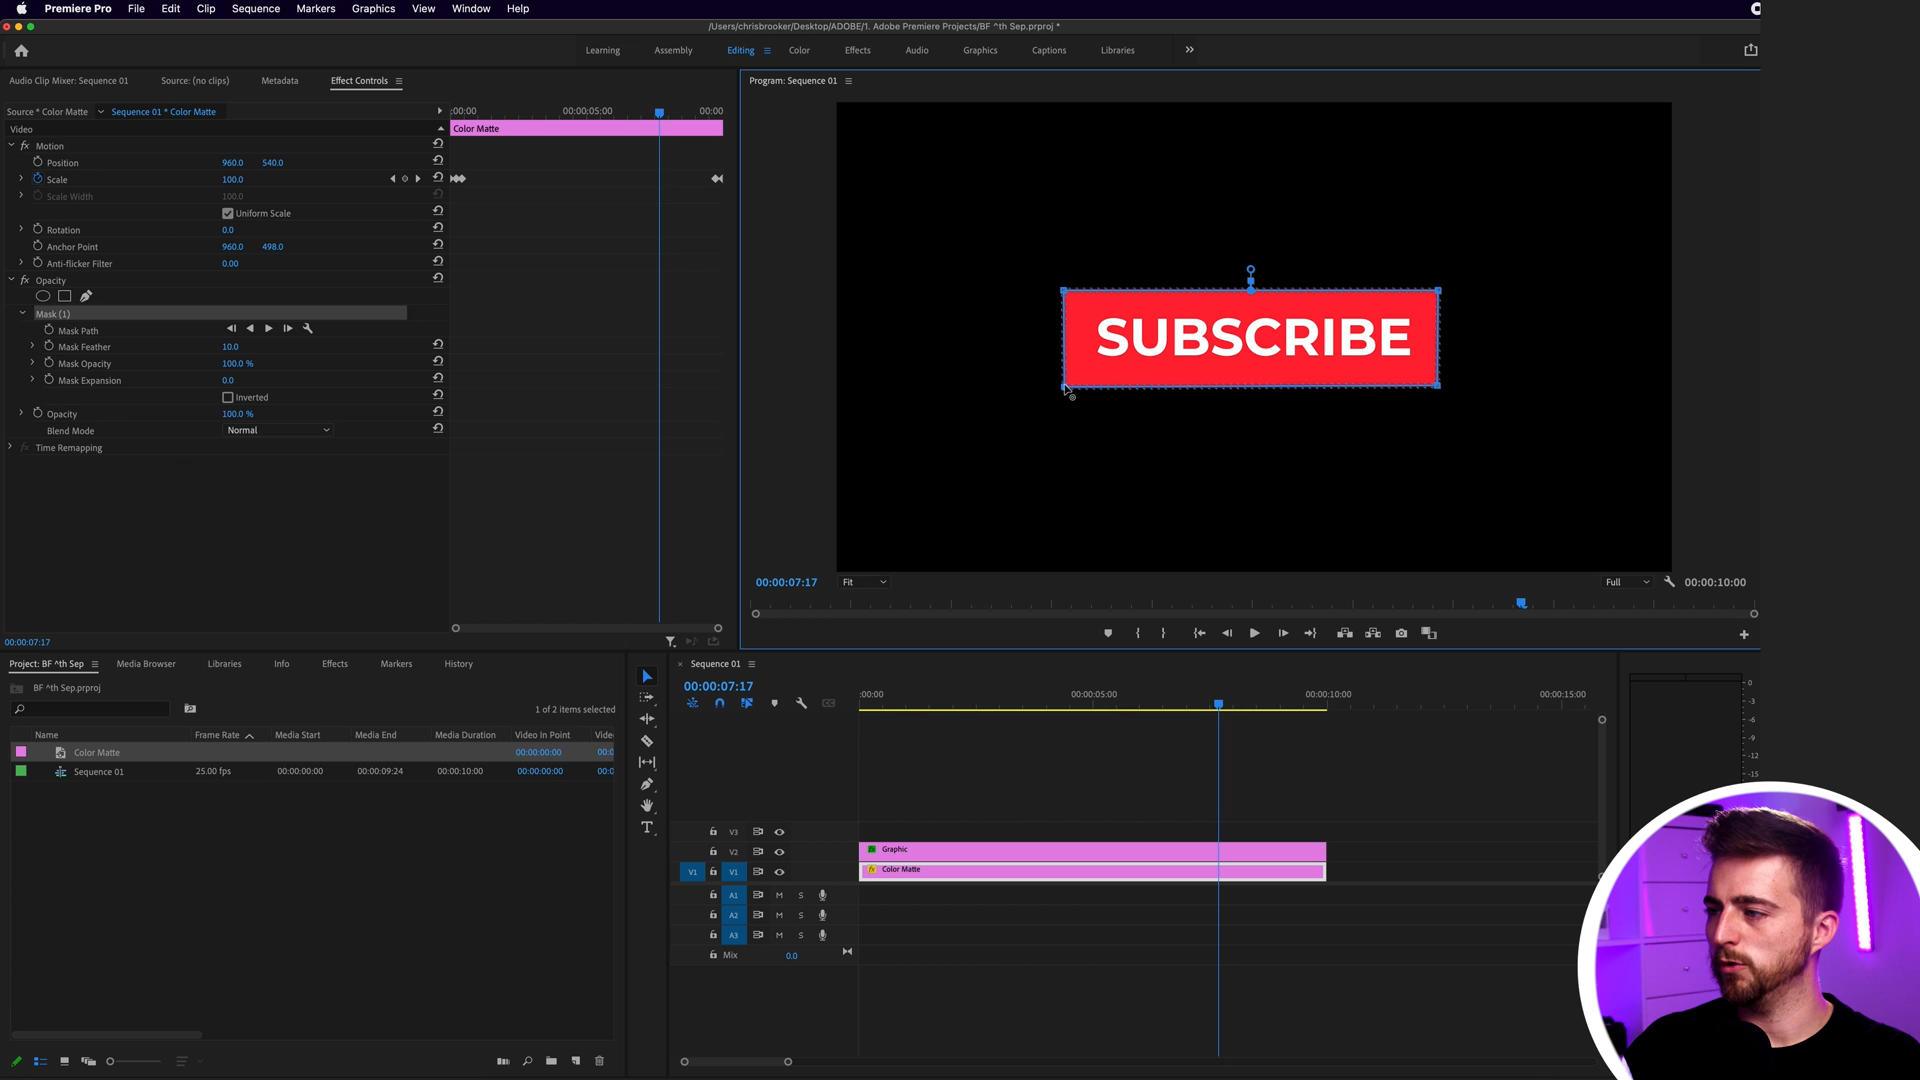 Premiere Pro File Edit Clip Sequence Markers Graphics View Window Help
/Users/chrisbrooker/Desktop/ADOBE/1. Adobe Premiere Projects/BF ^th Sep.prproj *
Learning Assembly Editing Color Effects Audio Graphics Captions Libraries
Audio Clip Mixer: Sequence 01 Source: (no clips) Metadata Effect Controls
Program: Sequence 01
Source * Color Matte Sequence 01 * Color Matte
:00:00 00:00:05:00 00:00
Video
Color Matte
fx Motion
Position 960.0 540.0
Scale 100.0
Scale Width 100.0
Uniform Scale
Rotation 0.0
Anchor Point 960.0 498.0
Anti-flicker Filter 0.00
fx Opacity
Mask (1)
Mask Path
Mask Feather 10.0
Mask Opacity 100.0 %
Mask Expansion 0.0
Inverted
Opacity 100.0 %
Blend Mode Normal
fx Time Remapping
SUBSCRIBE
00:00:07:17 Fit Full 00:00:10:00
00:00:07:17
Project: BF ^th Sep Media Browser Libraries Info Effects Markers History
BF ^th Sep.prproj
1 of 2 items selected
Name Frame Rate Media Start Media End Media Duration Video In Point Video
Color Matte 00:00:00:00 00:0
Sequence 01 25.00 fps 00:00:00:00 00:00:09:24 00:00:10:00 00:00:00:00 00:0
× Sequence 01
00:00:07:17
:00:00 00:00:05:00 00:00:10:00 00:00:15:00
V3
V2
fx Graphic
V1 V1
fx Color Matte
A1 M S
A2 M S
A3 M S
Mix 0.0
0
-3
-6
-9
-12
-15